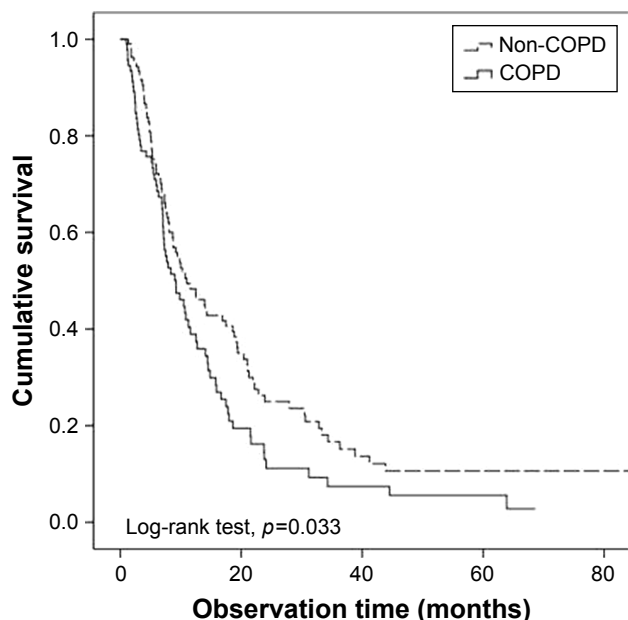 Non-COPD
COPD
Cumulative survival
1.0
0.8
0.6
0.4
0.2
0.0
Log-rank test, p=0.033
0 20 40 60 80
Observation time (months)